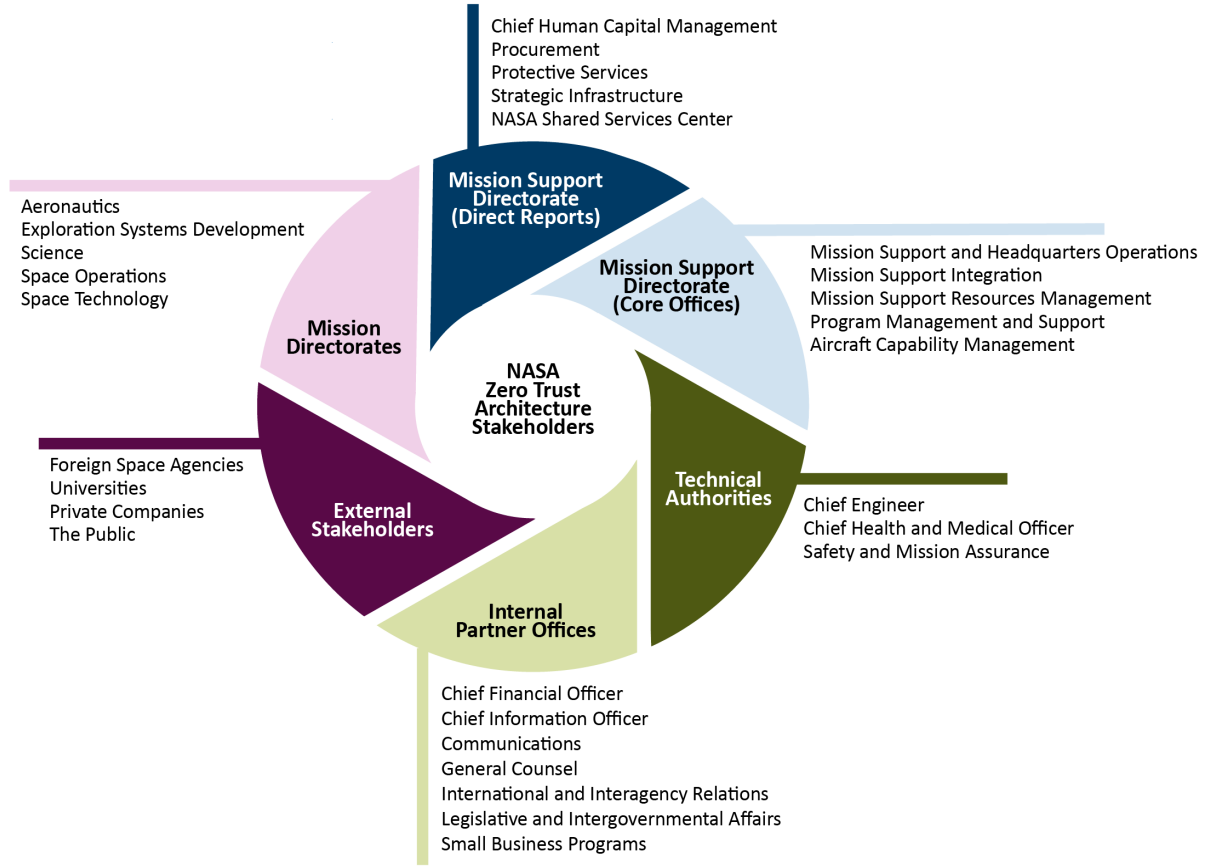 Chief Human Capital Management
Procurement
Protective Services
Strategic Infrastructure
NASA Shared Services Center
Mission Support
Directorate
(Direct Reports)
Aeronautics
Exploration Systems Development
Science
Space Operations
Space Technology
Mission
Directorates
Mission Support
Directorate
(Core Offices)
Mission Support and Headquarters Operations
Mission Support Integration
Mission Support Resources Management
Program Management and Support
Aircraft Capability Management
NASA
Zero Trust
Architecture
Stakeholders
Foreign Space Agencies
Universities
Private Companies
The Public
External
Stakeholders
Technical
Authorities
Chief Engineer
Chief Health and Medical Officer
Safety and Mission Assurance
Internal
Partner Offices
Chief Financial Officer
Chief Information Officer
Communications
General Counsel
International and Interagency Relations
Legislative and Intergovernmental Affairs
Small Business Programs